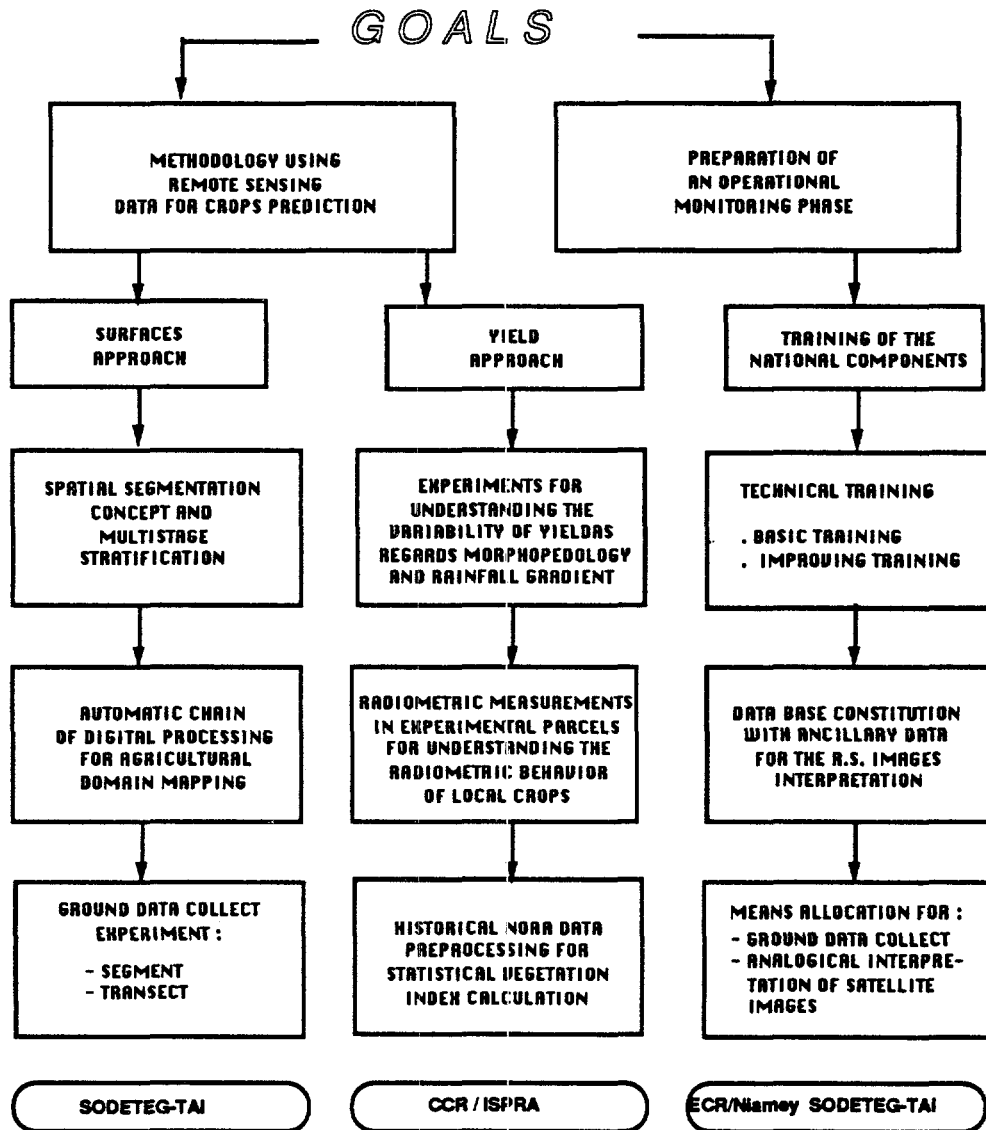 GOALS
METHODOLOGY USING
REMOTE SENSING
DATA FOR CROPS PREDICTION
PREPARATION OF
AN OPERATIONAL
MONITORING PHASE
SURFACES
APPROACH
YIELD
APPROACH
TRAINING OF THE
NATIONAL COMPONENTS
SPATIAL SEGMENTATION
CONCEPT AND
MULTISTAGE
STRATIFICATION
EXPERIMENTS FOR
UNDERSTANDING THE
VARIABILITY OF YIELDAS
REGARDS MORPHOPEDOLOGY
AND RAINFALL GRADIENT
TECHNICAL TRAINING
. BASIC TRAINING
. IMPROVING TRAINING
AUTOMATIC CHAIN
OF DIGITAL PROCESSING
FOR AGRICULTURAL
DOMAIN MAPPING
RADIOMETRIC MEASUREMENTS
IN EXPERIMENTAL PARCELS
FOR UNDERSTANDING THE
RADIOMETRIC BEHAVIOR
OF LOCAL CROPS
DATA BASE CONSTITUTION
WITH ANCILLARY DATA
FOR THE R.S. IMAGES
INTERPRETATION
GROUND DATA COLLECT
EXPERIMENT :
- SEGMENT
- TRANSECT
HISTORICAL NOAA DATA
PREPROCESSING FOR
STATISTICAL VEGETATION
INDEX CALCULATION
MEANS ALLOCATION FOR :
- GROUND DATA COLLECT
- ANALOGICAL INTERPRE-
TATION OF SATELLITE
IMAGES
SODETEG-TAI
CCR / ISPRA
ECR/Niamey SODETEG-TAI